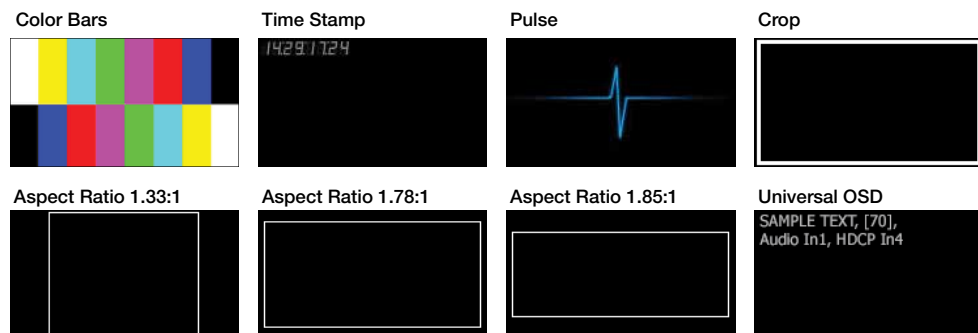 Color Bars
Time Stamp
Pulse
Crop
14:29:17:24
Aspect Ratio 1.33:1
Aspect Ratio 1.78:1
Aspect Ratio 1.85:1
Universal OSD
SAMPLE TEXT, [70],
Audio In1, HDCP In4